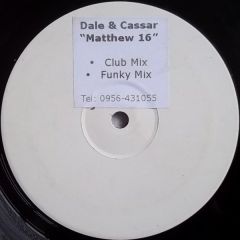 Dale & Cassar
"Matthew 16"
• Club Mix
• Funky Mix
Tel: 0956-431055